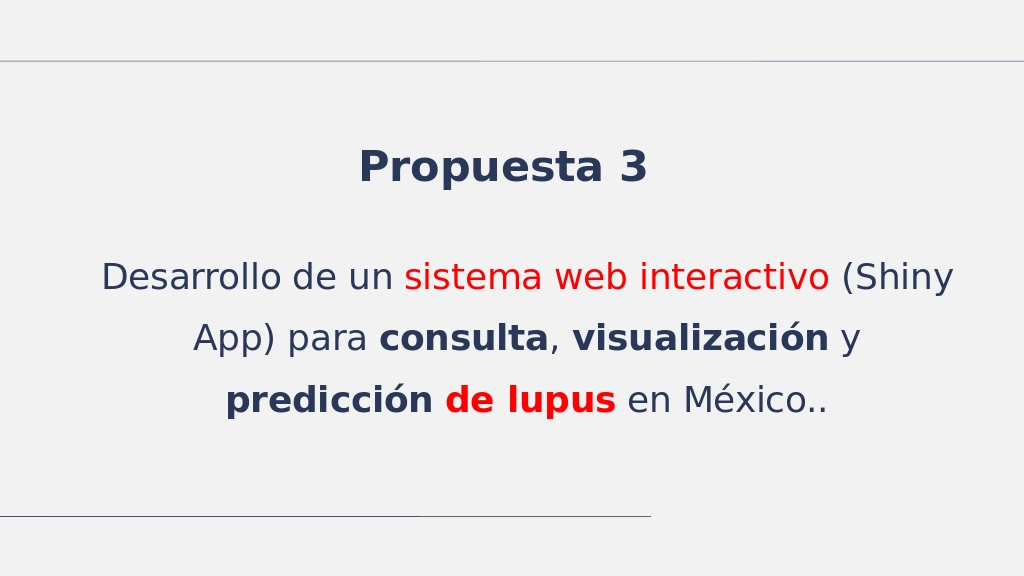 Propuesta 3
Desarrollo de un sistema web interactivo (Shiny
App) para consulta, visualización y
predicción de lupus en México..